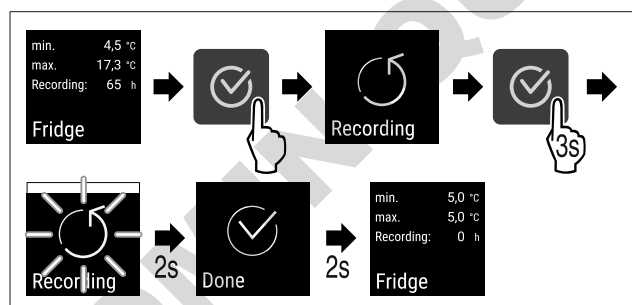 min. 4,5 °C
max. 17,3 °C
Recording: 65 h
Fridge
Recording
3s
Recording
2s
Done
2s
min. 5,0 °C
max. 5,0 °C
Recording: 0 h
Fridge